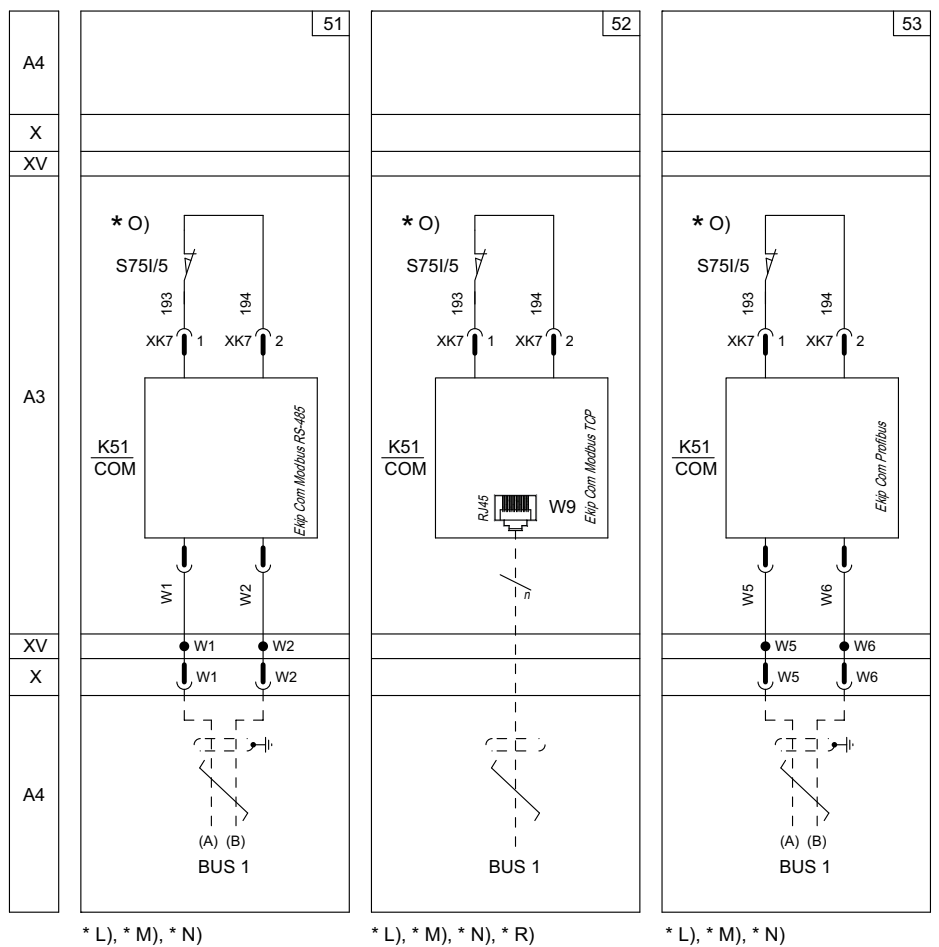 A4
X
XV
A3
XV
X
A4
51
* O)
S75I/5
193
194
XK7 1
XK7 2
K51
COM
Ekip Com Modbus RS-485
W1
W2
W1
W2
W1
W2
(A) (B)
BUS 1
* L), * M), * N)
52
* O)
S75I/5
193
194
XK7 1
XK7 2
K51
COM
Ekip Com Modbus TCP
RJ45
W9
n
BUS 1
* L), * M), * N), * R)
53
* O)
S75I/5
193
194
XK7 1
XK7 2
K51
COM
Ekip Com Profibus
W5
W6
W5
W6
W5
W6
(A) (B)
BUS 1
* L), * M), * N)